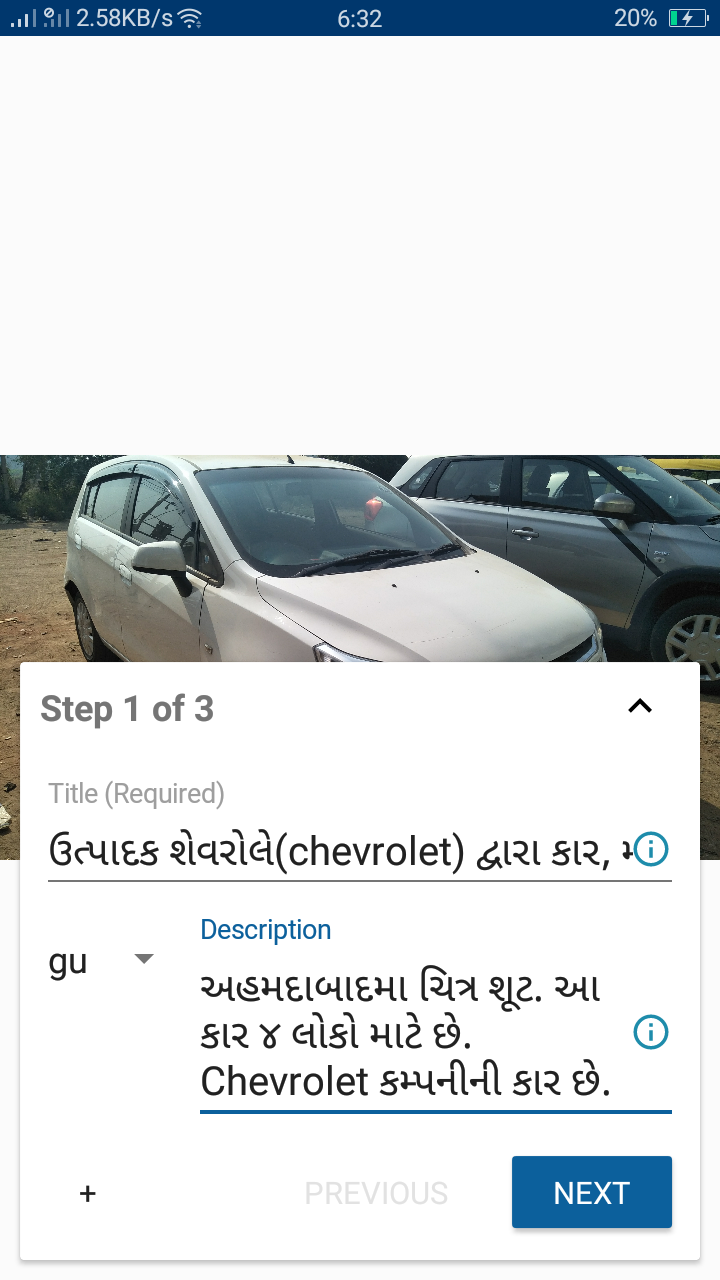 2.58KB/s 6:32 20%
Step 1 of 3
Title (Required)
ઉત્પાદક શેવરોલે(chevrolet) દ્વારા કાર,
gu
Description
અહમદાબાદમા ચિત્ર શૂટ. આ
કાર ૪ લોકો માટે છે.
Chevrolet કમ્પનીની કાર છે.
+ PREVIOUS NEXT